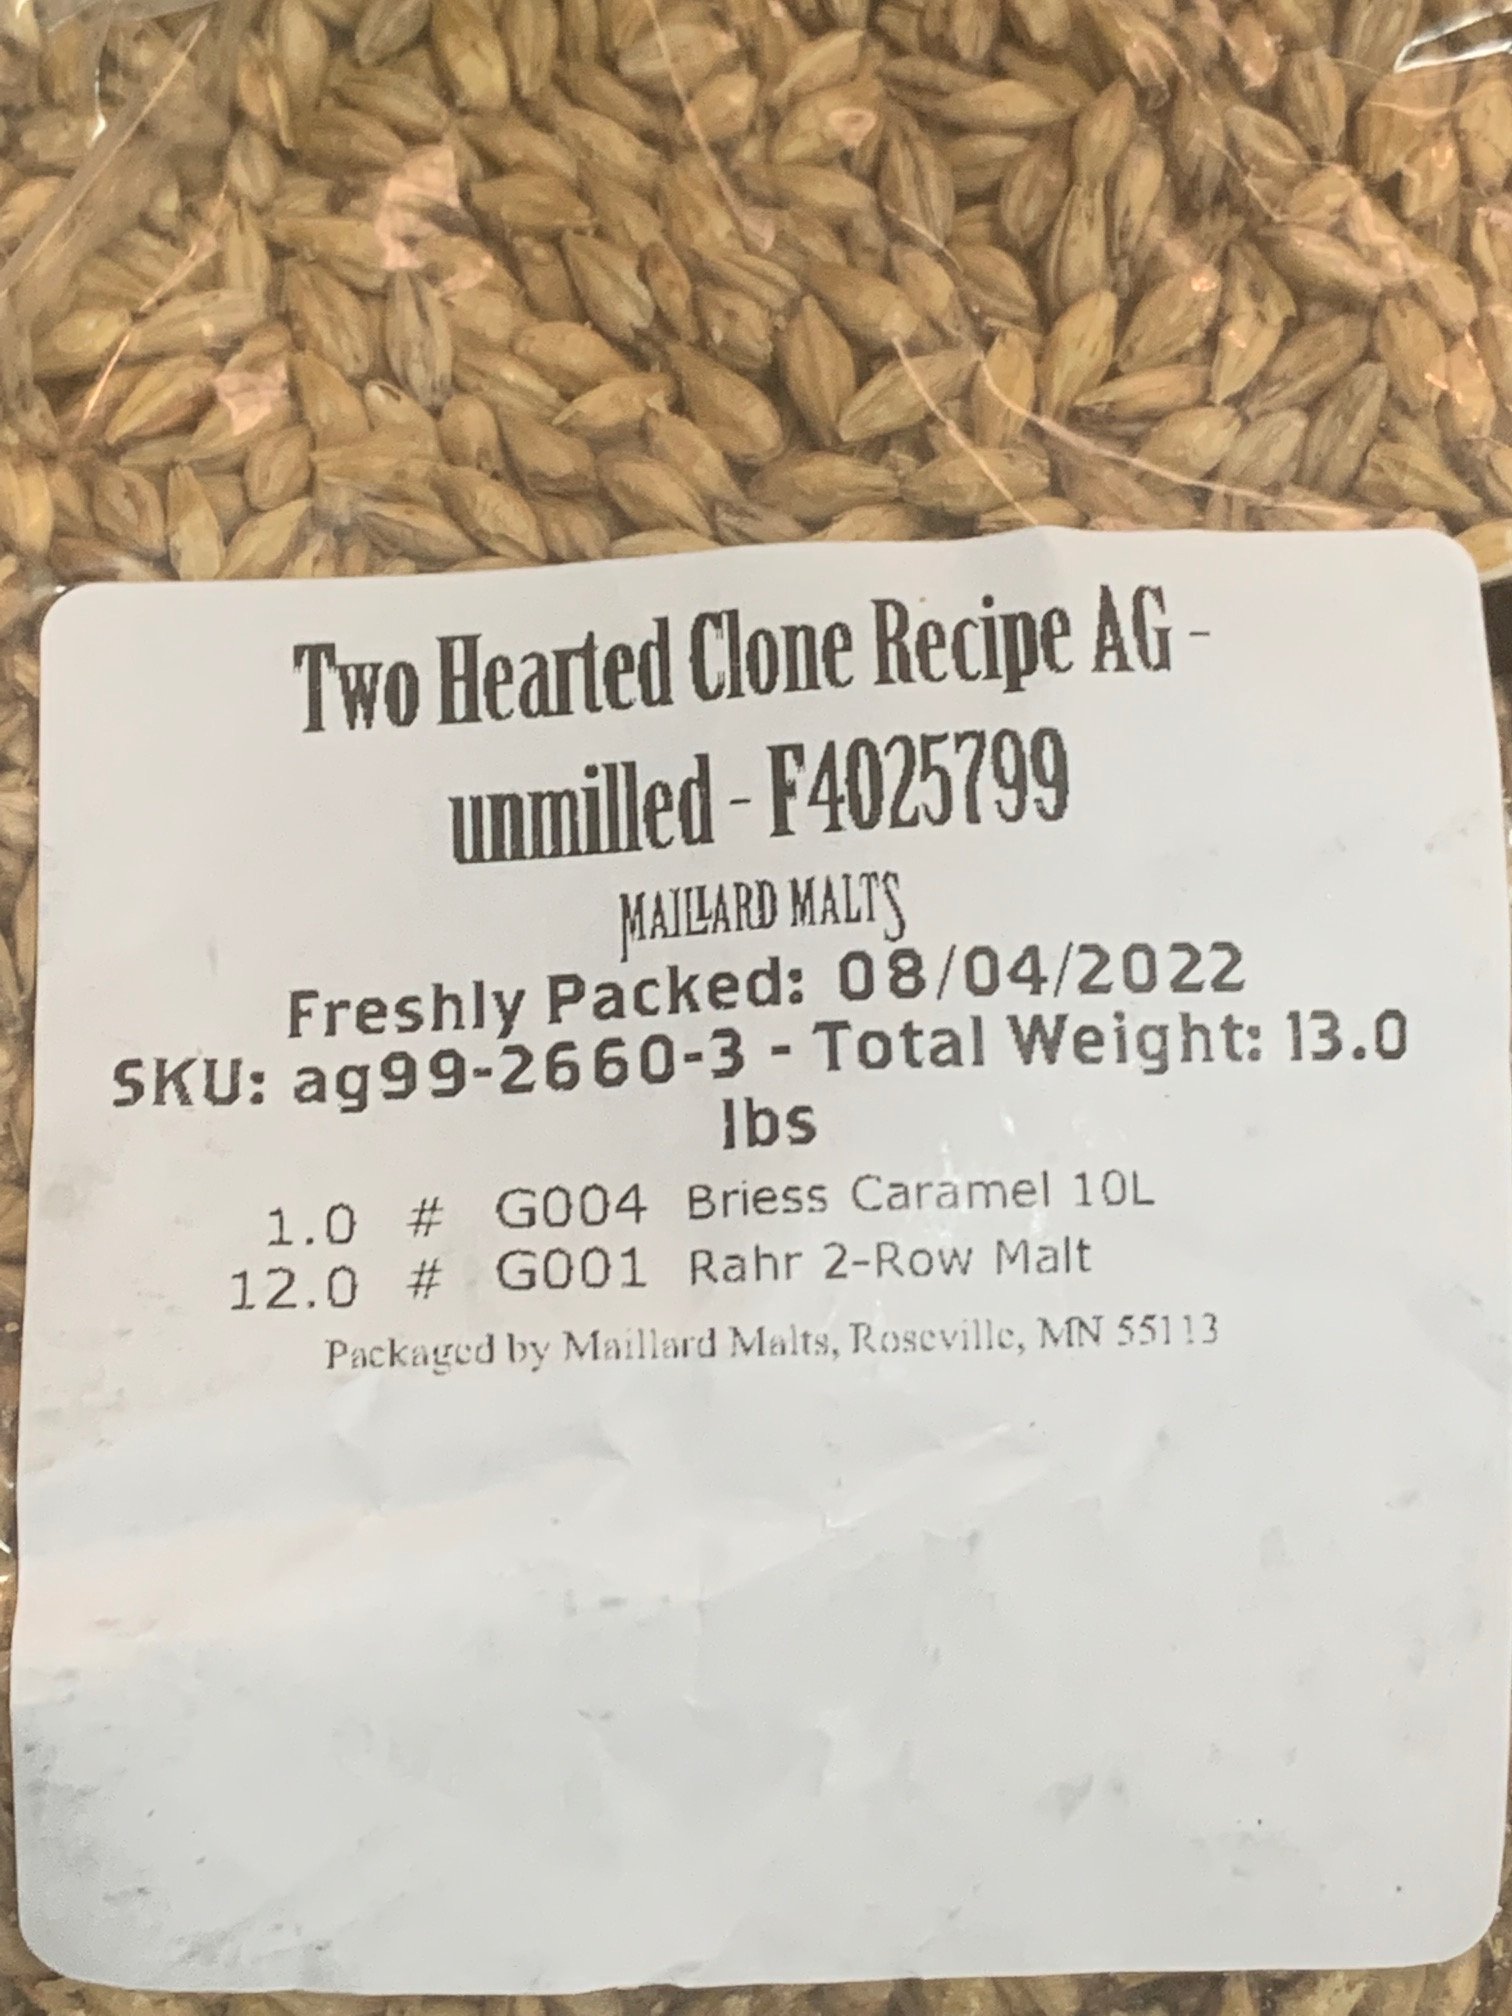 Two Hearted Clone Recipe AG -
unmilled - F4025799
MAILLARD MALTS
Freshly Packed: 08/04/2022
SKU: ag99-2660-3 - Total Weight: 13.0
lbs
1.0 # G004 Briess Caramel 10L
12.0 # G001 Rahr 2-Row Malt
Packaged by Maillard Malts, Roseville, MN 55113